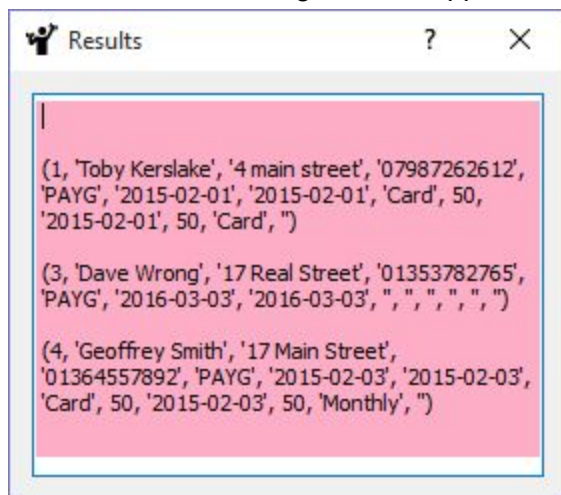 Results ?
(1, 'Toby Kerslake', '4 main street', '07987262612',
'PAYG', '2015-02-01', '2015-02-01', 'Card', 50,
'2015-02-01', 50, 'Card', '')
(3, 'Dave Wrong', '17 Real Street', '01353782765',
'PAYG', '2016-03-03', '2016-03-03', '', '', '', '', '', '')
(4, 'Geoffrey Smith', '17 Main Street',
'01364557892', 'PAYG', '2015-02-03', '2015-02-03',
'Card', 50, '2015-02-03', 50, 'Monthly', '')